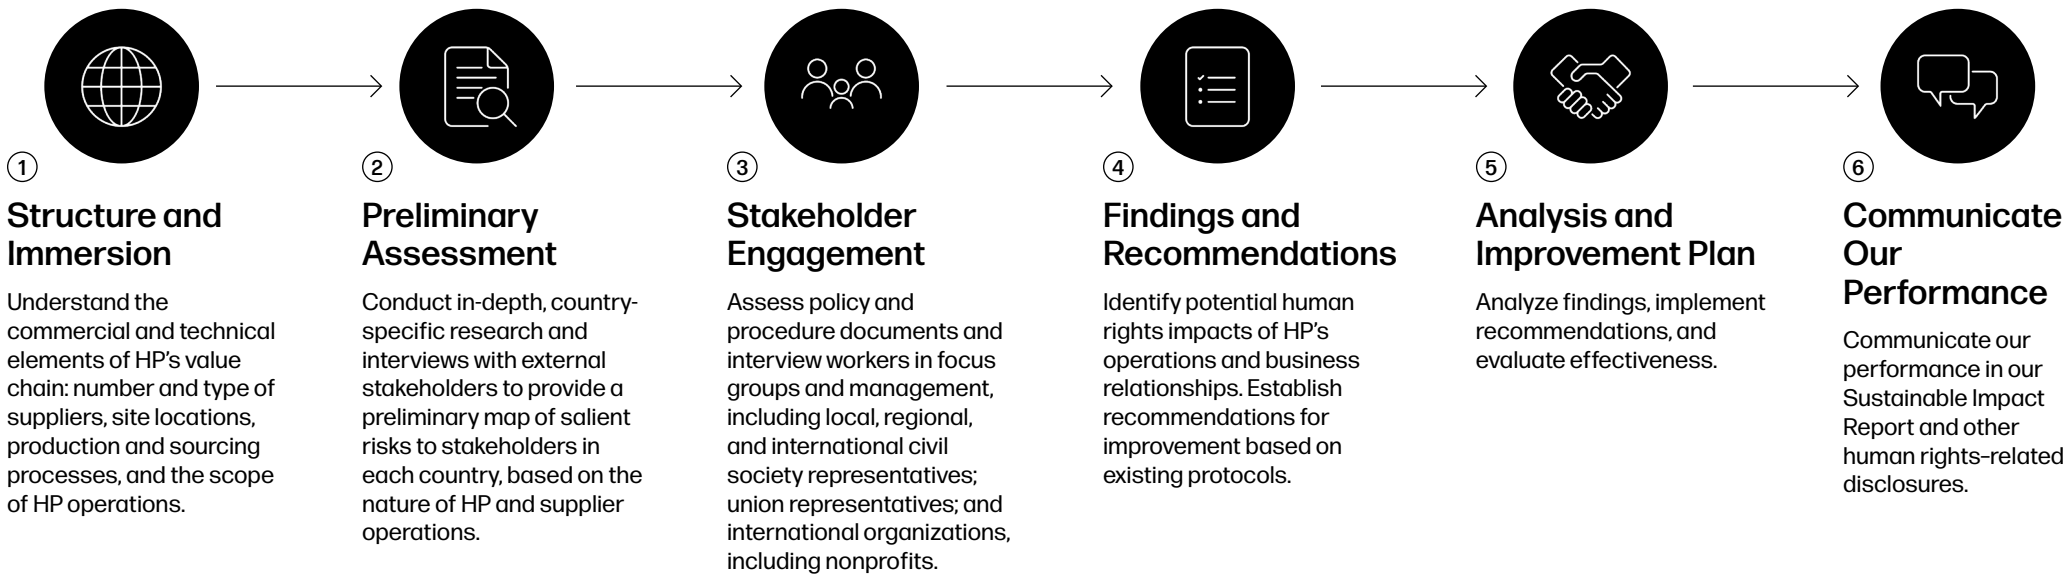 1
Structure and
Immersion
Understand the
commercial and technical
elements of HP’s value
chain: number and type of
suppliers, site locations,
production and sourcing
processes, and the scope
of HP operations.
2
Preliminary
Assessment
Conduct in-depth, country-
specific research and
interviews with external
stakeholders to provide a
preliminary map of salient
risks to stakeholders in
each country, based on the
nature of HP and supplier
operations.
3
Stakeholder
Engagement
Assess policy and
procedure documents and
interview workers in focus
groups and management,
including local, regional,
and international civil
society representatives;
union representatives; and
international organizations,
including nonprofits.
4
Findings and
Recommendations
Identify potential human
rights impacts of HP’s
operations and business
relationships. Establish
recommendations for
improvement based on
existing protocols.
5
Analysis and
Improvement Plan
Analyze findings, implement
recommendations, and
evaluate effectiveness.
6
Communicate
Our
Performance
Communicate our
performance in our
Sustainable Impact
Report and other
human rights–related
disclosures.